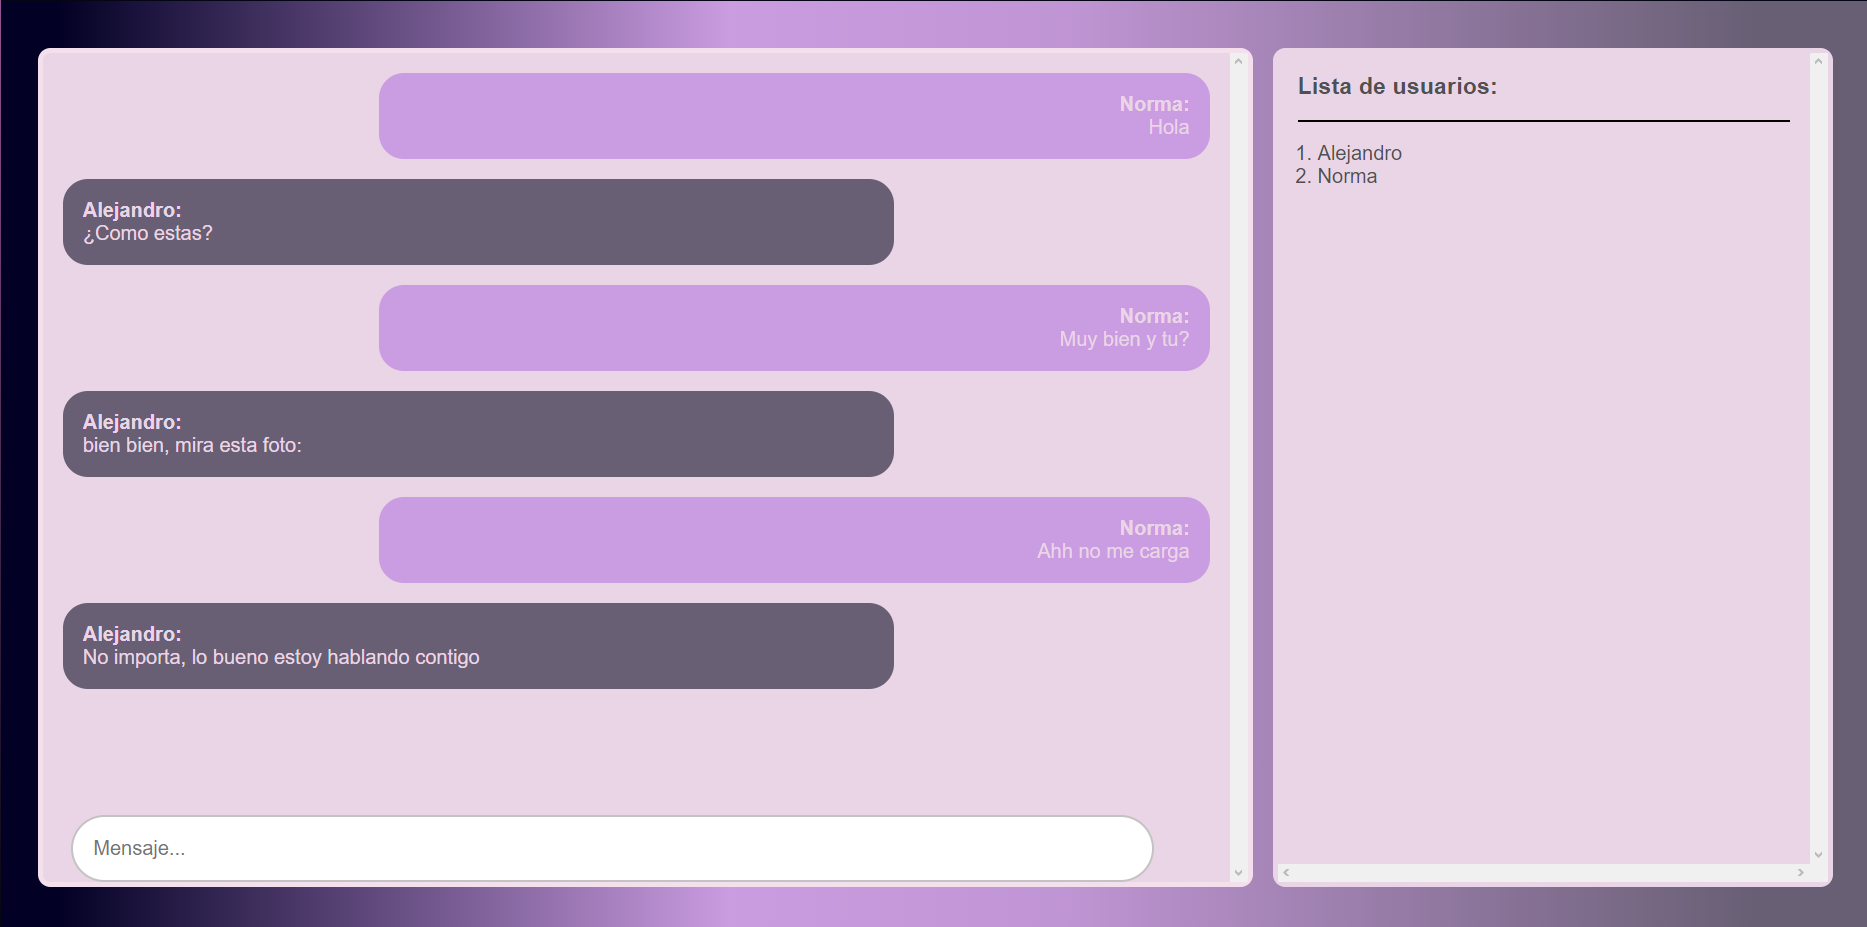 Norma:
Hola
Alejandro:
¿Como estas?
Norma:
Muy bien y tu?
Alejandro:
bien bien, mira esta foto:
Norma:
Ahh no me carga
Alejandro:
No importa, lo bueno estoy hablando contigo
Mensaje...
Lista de usuarios:
1. Alejandro
2. Norma